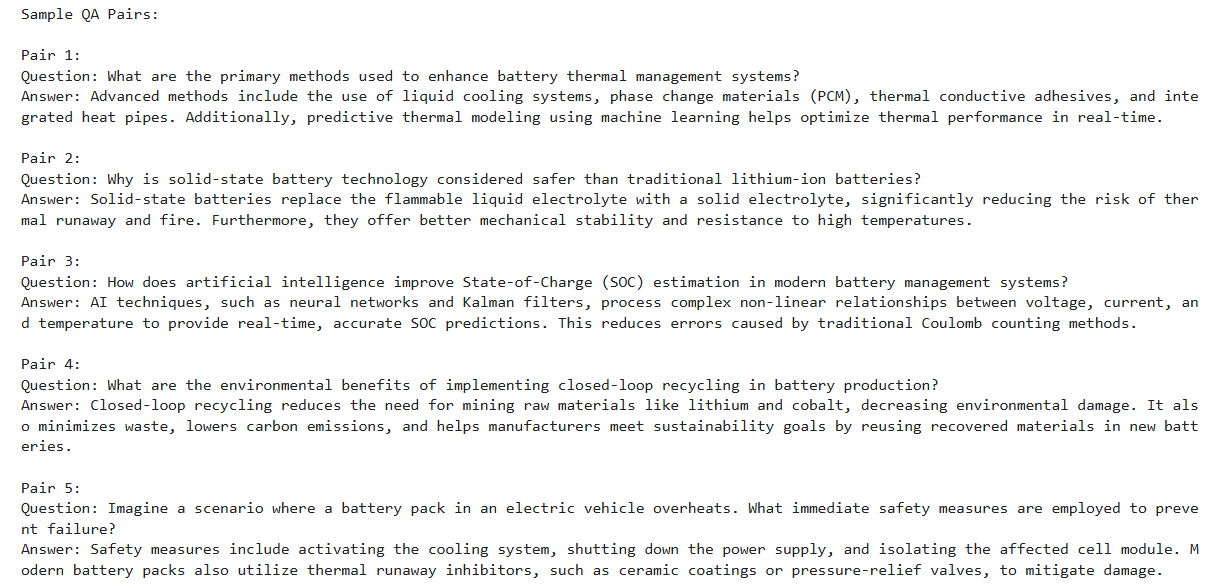 Sample QA Pairs:
Pair 1:
Question: What are the primary methods used to enhance battery thermal management systems?
Answer: Advanced methods include the use of liquid cooling systems, phase change materials (PCM), thermal conductive adhesives, and inte
grated heat pipes. Additionally, predictive thermal modeling using machine learning helps optimize thermal performance in real-time.
Pair 2:
Question: Why is solid-state battery technology considered safer than traditional lithium-ion batteries?
Answer: Solid-state batteries replace the flammable liquid electrolyte with a solid electrolyte, significantly reducing the risk of ther
mal runaway and fire. Furthermore, they offer better mechanical stability and resistance to high temperatures.
Pair 3:
Question: How does artificial intelligence improve State-of-Charge (SOC) estimation in modern battery management systems?
Answer: AI techniques, such as neural networks and Kalman filters, process complex non-linear relationships between voltage, current, an
d temperature to provide real-time, accurate SOC predictions. This reduces errors caused by traditional Coulomb counting methods.
Pair 4:
Question: What are the environmental benefits of implementing closed-loop recycling in battery production?
Answer: Closed-loop recycling reduces the need for mining raw materials like lithium and cobalt, decreasing environmental damage. It als
o minimizes waste, lowers carbon emissions, and helps manufacturers meet sustainability goals by reusing recovered materials in new batt
eries.
Pair 5:
Question: Imagine a scenario where a battery pack in an electric vehicle overheats. What immediate safety measures are employed to preve
nt failure?
Answer: Safety measures include activating the cooling system, shutting down the power supply, and isolating the affected cell module. M
odern battery packs also utilize thermal runaway inhibitors, such as ceramic coatings or pressure-relief valves, to mitigate damage.